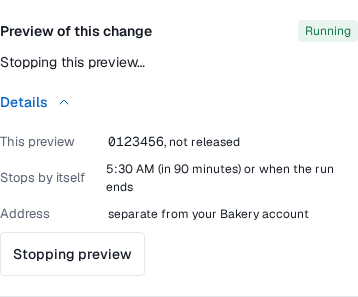 Preview of this change
Running
Stopping this preview...
Details
This preview 0123456, not released
Stops by itself 5:30 AM (in 90 minutes) or when the run
ends
Address separate from your Bakery account
Stopping preview